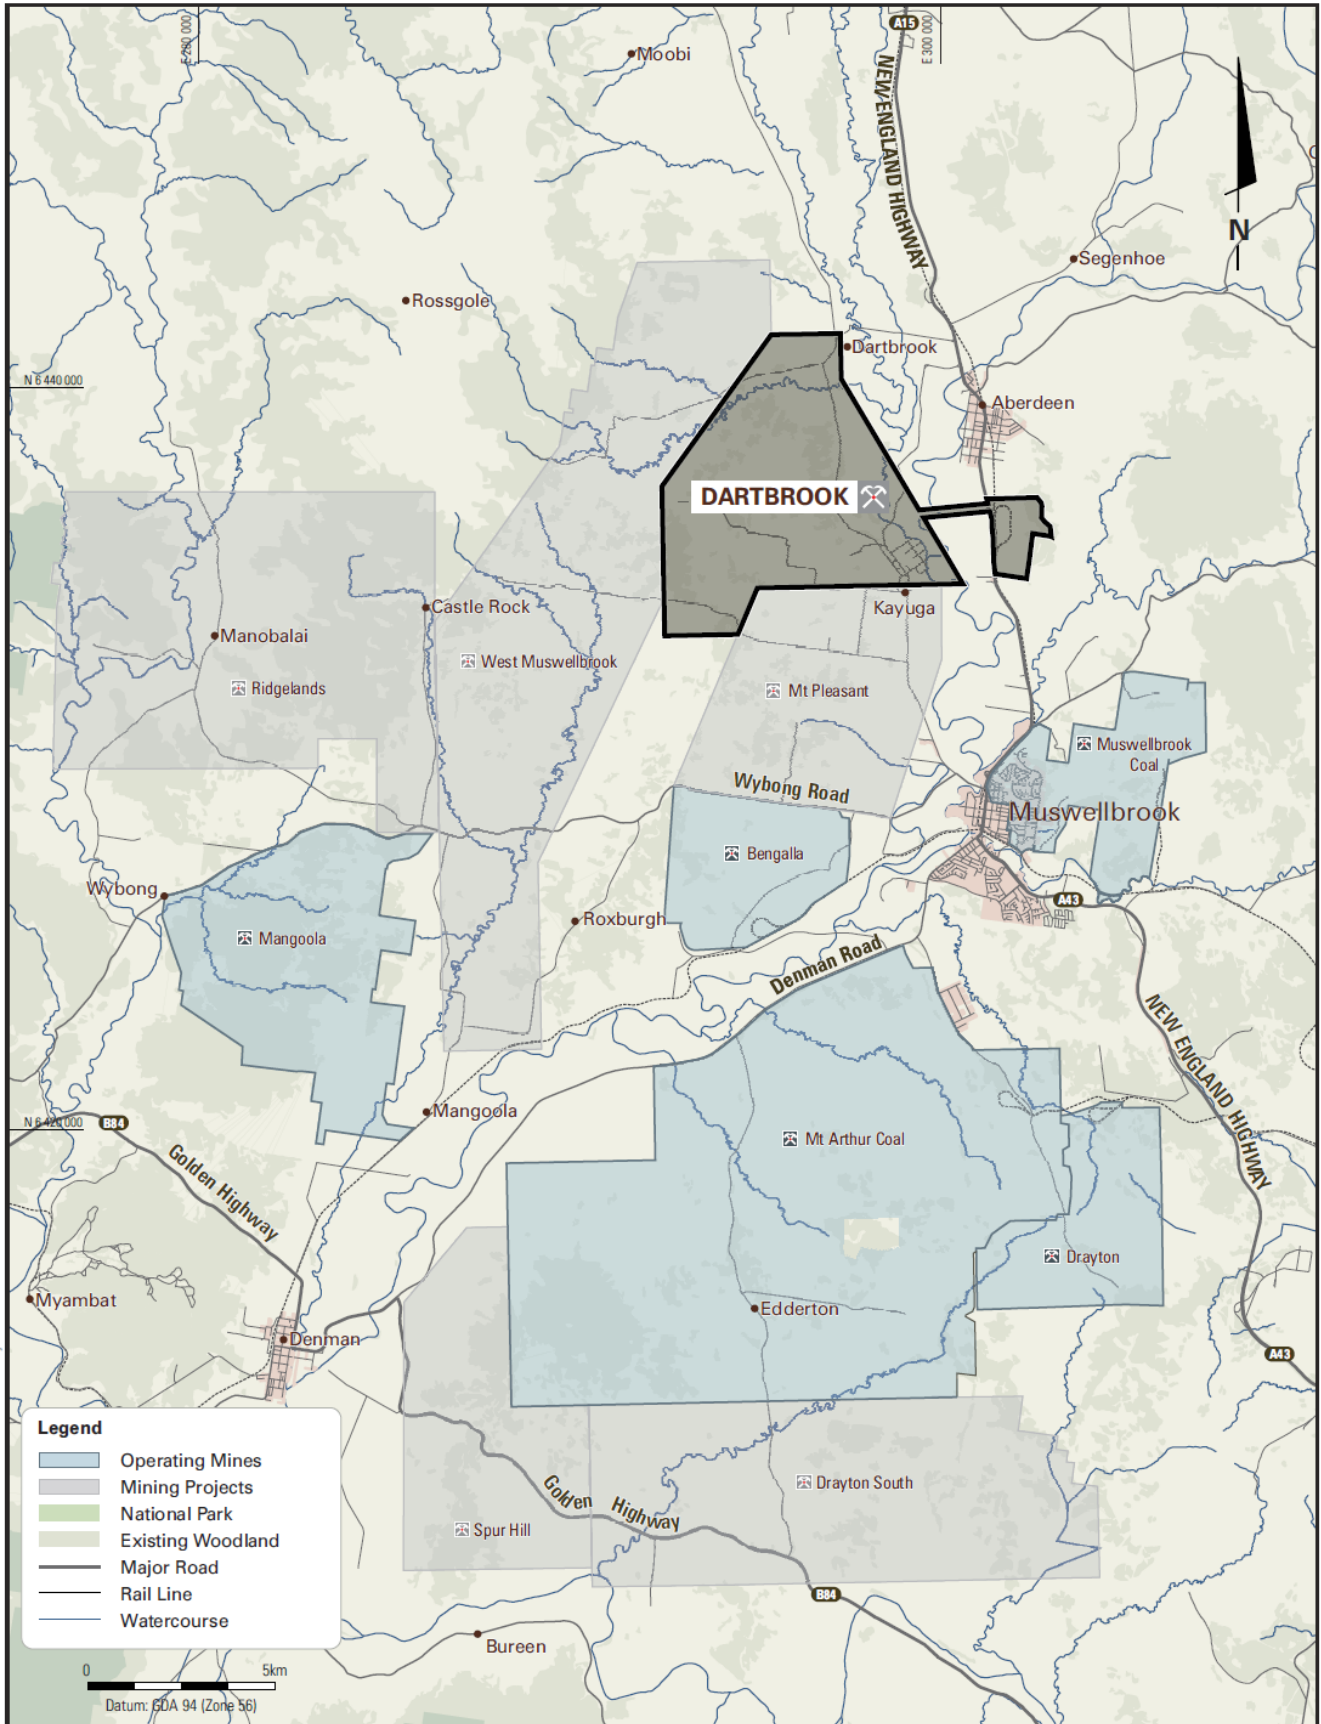 E 280 000
A15
E 300 000
Moobi
NEW ENGLAND HIGHWAY
N
Segenhoe
Rossgole
Dartbrook
N 6 440 000
Aberdeen
DARTBROOK
Castle Rock
Kayuga
Manobalai
West Muswellbrook
Ridgelands
Mt Pleasant
Muswellbrook
Coal
Wybong Road
Muswellbrook
Bengalla
Wybong
A43
Roxburgh
Mangoola
Denman Road
NEW ENGLAND HIGHWAY
Mangoola
N 6 420 000
B84
Mt Arthur Coal
Golden Highway
Drayton
Myambat
Edderton
Denman
A43
Legend
Operating Mines
Mining Projects
National Park
Existing Woodland
Major Road
Rail Line
Watercourse
Drayton South
Golden Highway
Spur Hill
B84
Bureen
0 5km
Datum: GDA 94 (Zone 56)